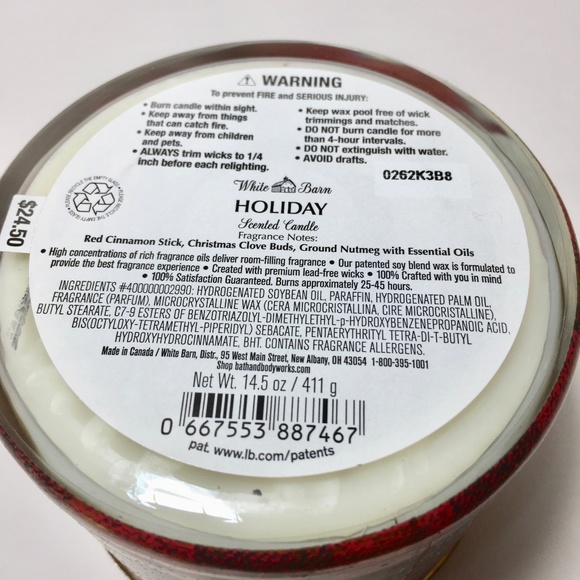 ⚠ WARNING
To prevent FIRE and SERIOUS INJURY:
• Burn candle within sight.
• Keep away from things
that can catch fire.
• Keep away from children
and pets.
• ALWAYS trim wicks to 1/4
inch before each relighting.
• Keep wax pool free of wick
trimmings and matches.
• DO NOT burn candle for more
than 4-hour intervals.
• DO NOT extinguish with water.
• AVOID drafts.
0262K3B8
$24.50
White Barn
HOLIDAY
Scented Candle
Fragrance Notes:
Red Cinnamon Stick, Christmas Clove Buds, Ground Nutmeg with Essential Oils
• High concentrations of rich fragrance oils deliver room-filling fragrance • Our patented soy blend wax is formulated to
provide the best fragrance experience • Created with premium lead-free wicks • 100% Crafted with you in mind
• 100% Satisfaction Guaranteed. Burns approximately 25-45 hours.
INGREDIENTS #400000002990: HYDROGENATED SOYBEAN OIL, PARAFFIN, HYDROGENATED PALM OIL,
FRAGRANCE (PARFUM), MICROCRYSTALLINE WAX (CERA MICROCRISTALLINA, CIRE MICROCRISTALLINE),
BUTYL STEARATE, C7-9 ESTERS OF BENZOTRIAZOLYL-DIMETHYLETHYL-p-HYDROXYBENZENEPROPANOIC ACID,
BIS(OCTYLOXY-TETRAMETHYL-PIPERIDYL) SEBACATE, PENTAERYTHRITYL TETRA-DI-T-BUTYL
HYDROXYHYDROCINNAMATE, BHT. CONTAINS FRAGRANCE ALLERGENS.
Made in Canada / White Barn, Distr., 95 West Main Street, New Albany, OH 43054 1-800-395-1001
Shop bathandbodyworks.com
Net Wt. 14.5 oz / 411 g
0 667553 887467
pat. www.lb.com/patents